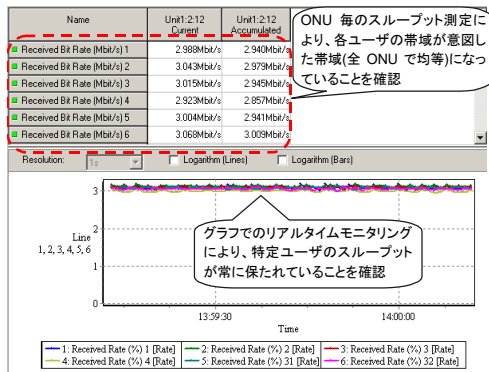 Name Unit1:2:12 Current Unit1:2:12 Accumulated
Received Bit Rate (Mbit/s) 1 2.988Mbit/s 2.940Mbit/s
Received Bit Rate (Mbit/s) 2 3.043Mbit/s 2.979Mbit/s
Received Bit Rate (Mbit/s) 3 3.015Mbit/s 2.945Mbit/s
Received Bit Rate (Mbit/s) 4 2.923Mbit/s 2.857Mbit/s
Received Bit Rate (Mbit/s) 5 3.004Mbit/s 2.941Mbit/s
Received Bit Rate (Mbit/s) 6 3.068Mbit/s 3.009Mbit/s
ONU 毎のスループット測定に
より、各ユーザの帯域が意図し
た帯域(全 ONU で均等)になっ
ていることを確認
Resolution: 1s Logarithm (Lines) Logarithm (Bars)
3
2
1
0
Line
1, 2, 3, 4, 5, 6
グラフでのリアルタイムモニタリング
により、特定ユーザのスループット
が常に保たれていることを確認
13:59:30 14:00:00
Time
1: Received Rate (%) 1 [Rate] 2: Received Rate (%) 2 [Rate] 3: Received Rate (%) 3 [Rate]
4: Received Rate (%) 4 [Rate] 5: Received Rate (%) 31 [Rate] 6: Received Rate (%) 32 [Rate]